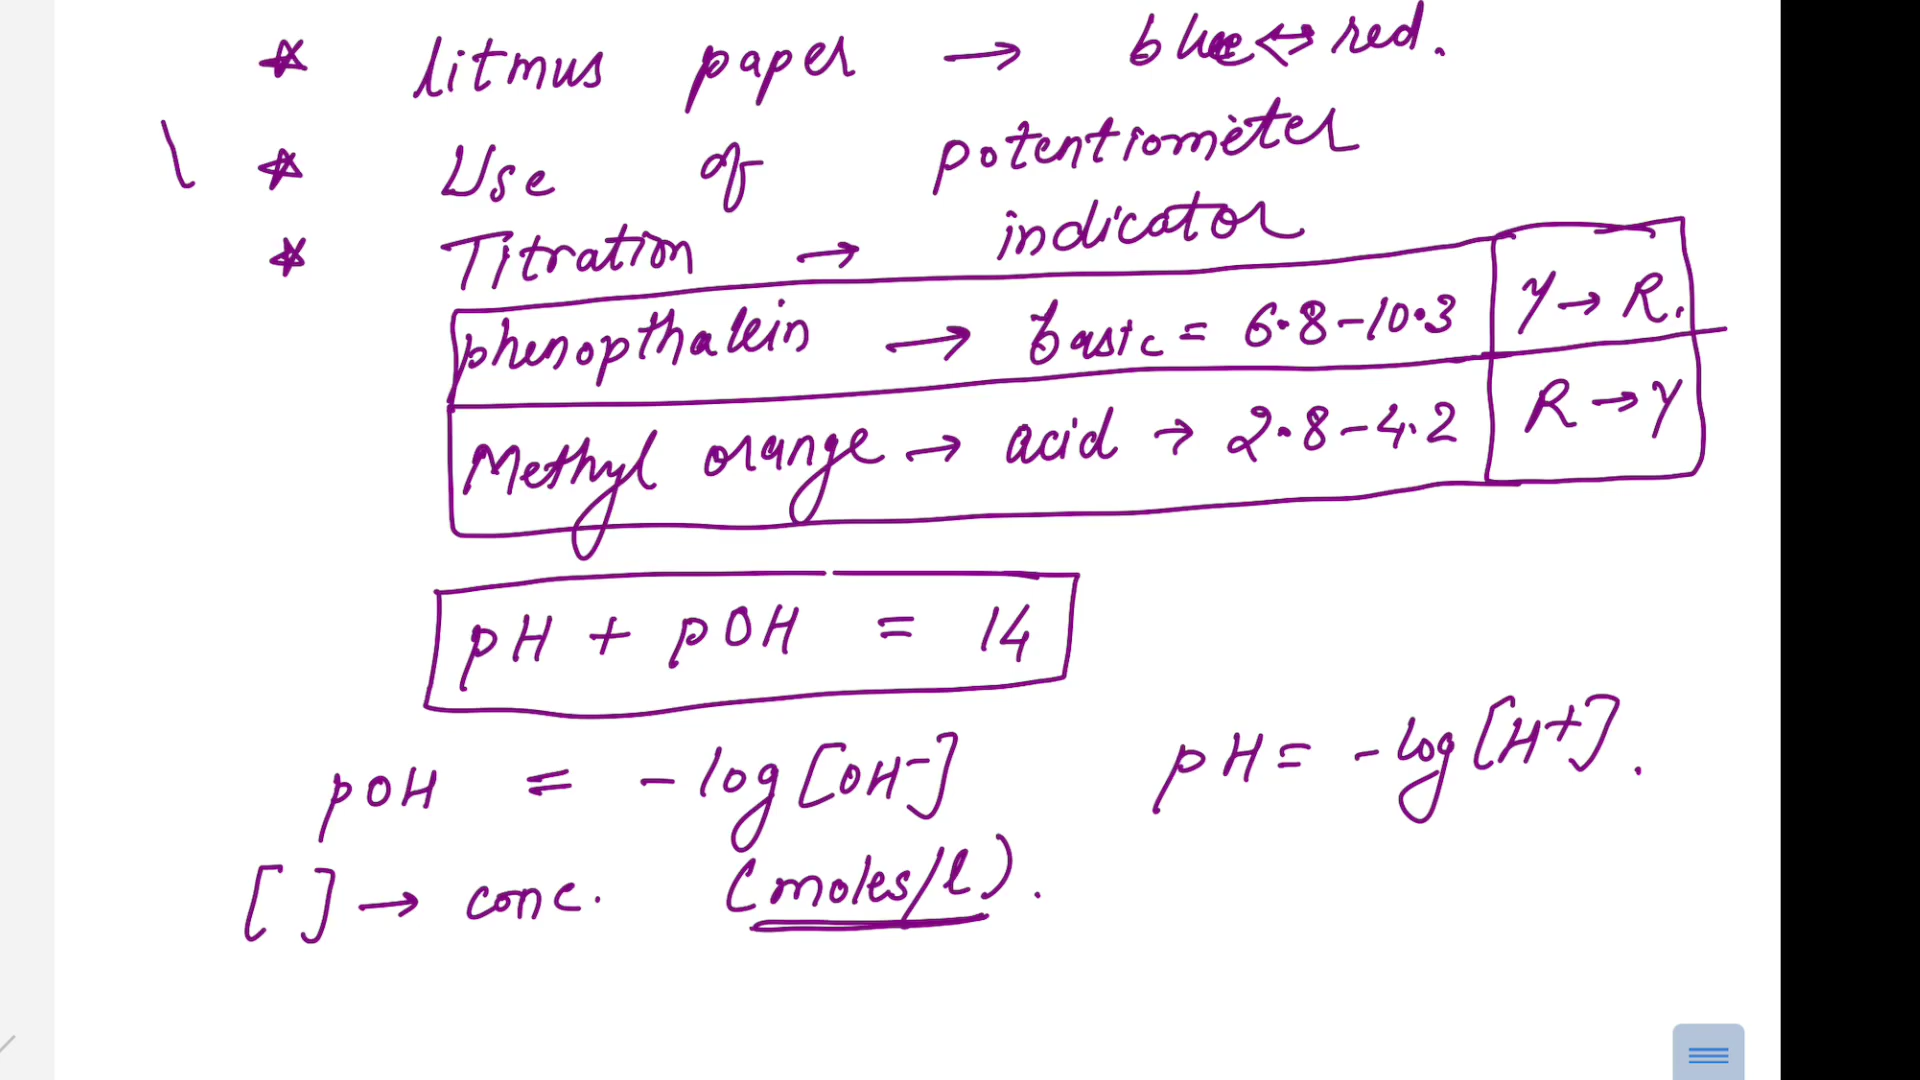 * litmus paper → blue ↔ red.
* Use of potentiometer
* Titration → indicator
phenopthalein → basic = 6.8-10.3 Y → R.
Methyl orange → acid → 2.8-4.2 R → Y
pH + pOH = 14
pOH = -log[OH-] pH = -log[H+].
[ ] → conc. (moles/l).